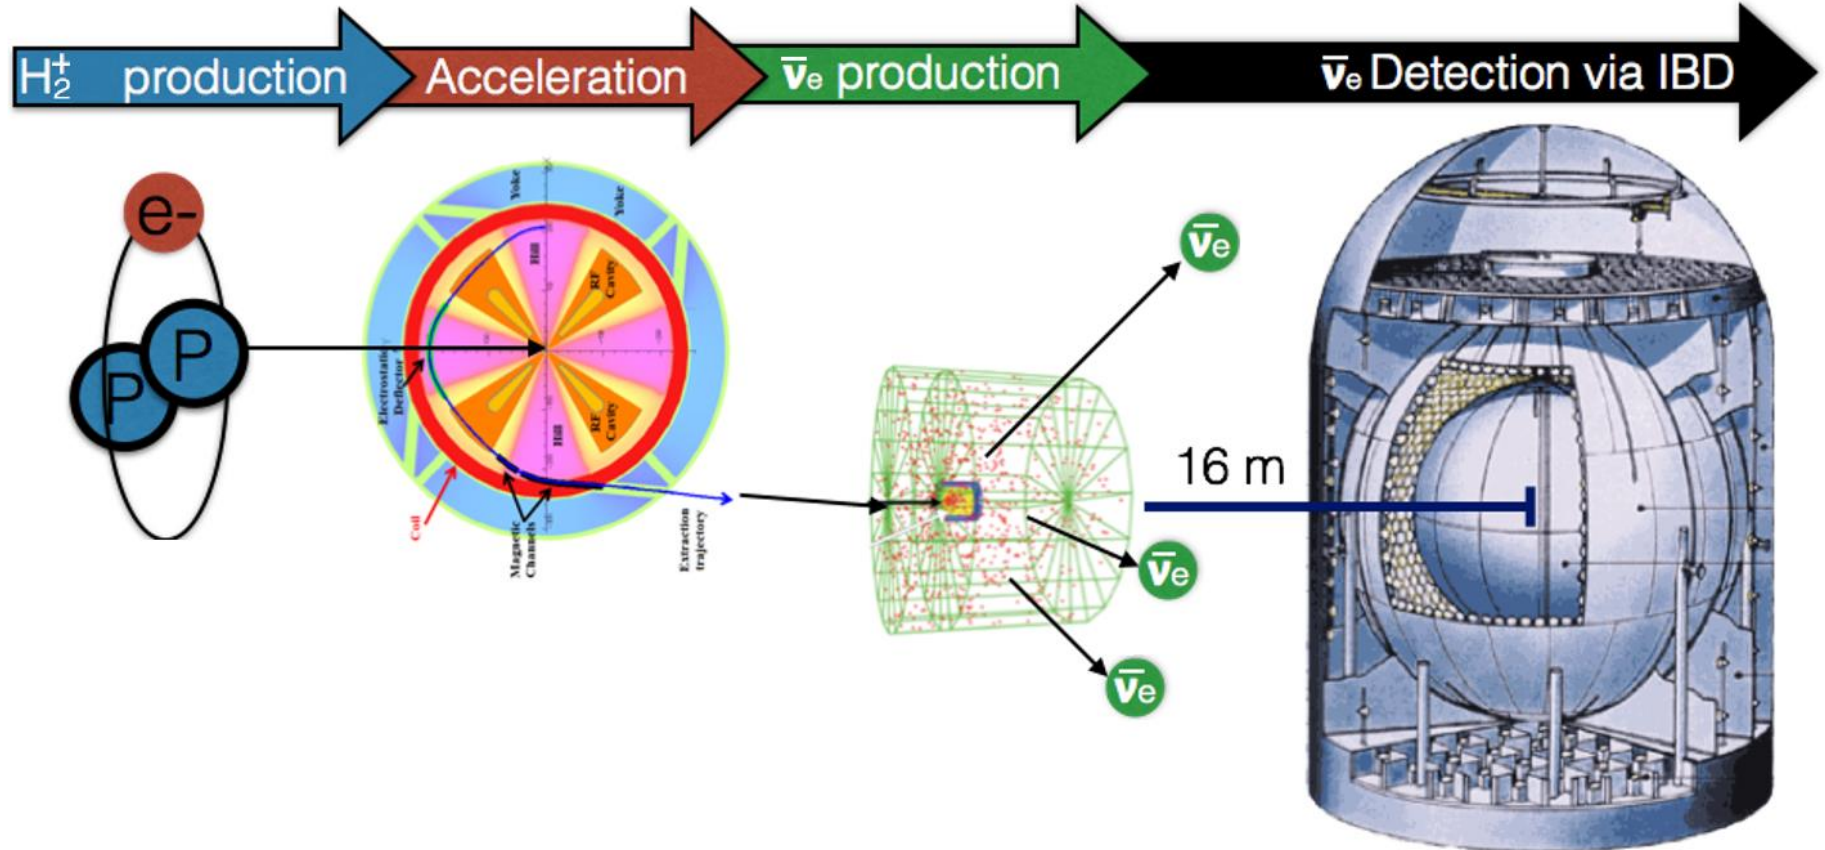 H₂⁺ production
Acceleration
ν̄e production
ν̄e Detection via IBD
e-
P
P
Yoke
Yoke
Hill
RF
Cavity
Electrostatic
Deflector
RF
Cavity
Hill
Coil
Magnetic
Channels
Extraction
trajectory
ν̄e
ν̄e
ν̄e
16 m